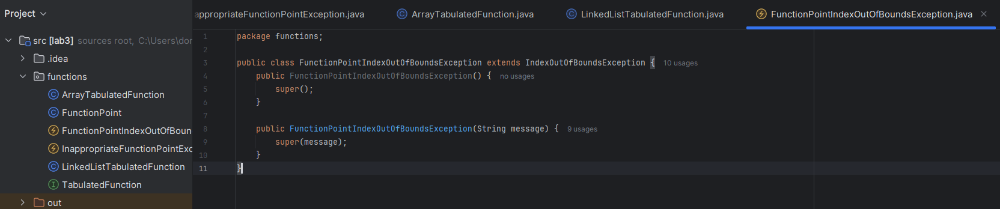 Project
src [lab3] sources root, C:\Users\dor
.idea
functions
ArrayTabulatedFunction
FunctionPoint
FunctionPointIndexOutOfBoun
InappropriateFunctionPointExc
LinkedListTabulatedFunction
TabulatedFunction
out
appropriateFunctionPointException.java
ArrayTabulatedFunction.java
LinkedListTabulatedFunction.java
FunctionPointIndexOutOfBoundsException.java
1 package functions;
2
3 public class FunctionPointIndexOutOfBoundsException extends IndexOutOfBoundsException { 10 usages
4 public FunctionPointIndexOutOfBoundsException() { no usages
5 super();
6 }
7
8 public FunctionPointIndexOutOfBoundsException(String message) { 9 usages
9 super(message);
10 }
11 }